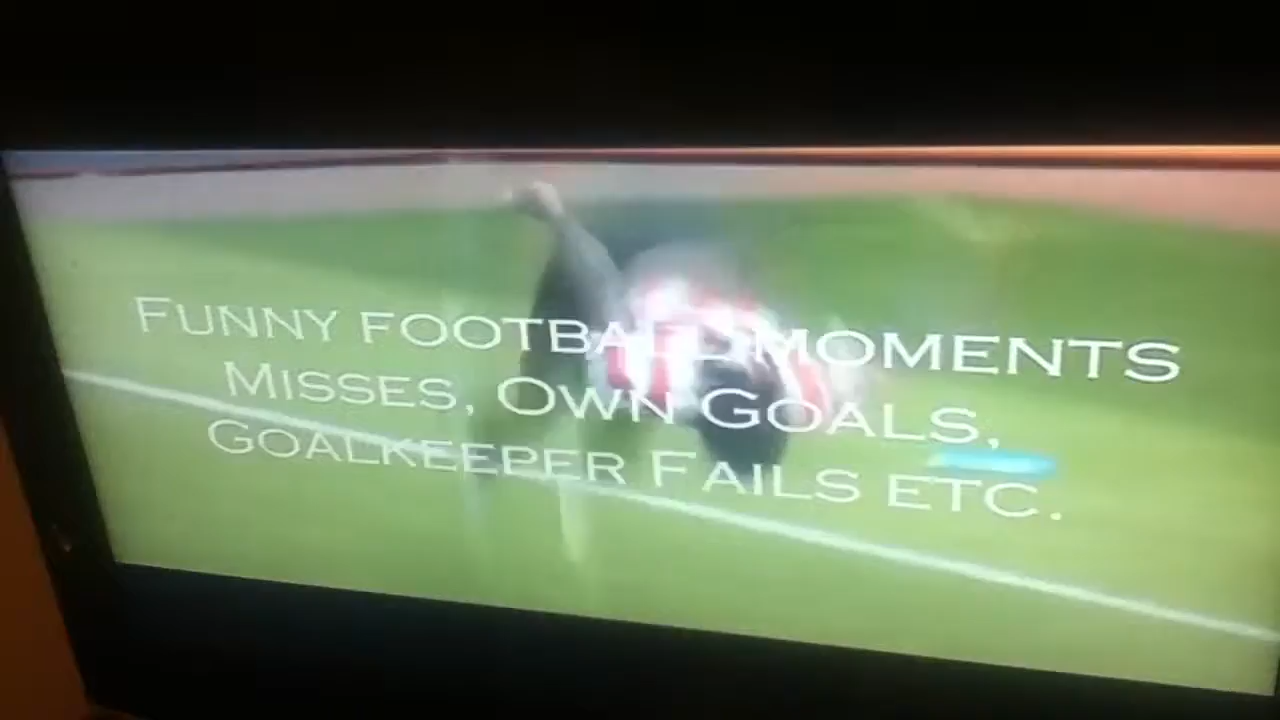 Funny football moments
Misses, Own Goals,
Goalkeeper Fails etc.